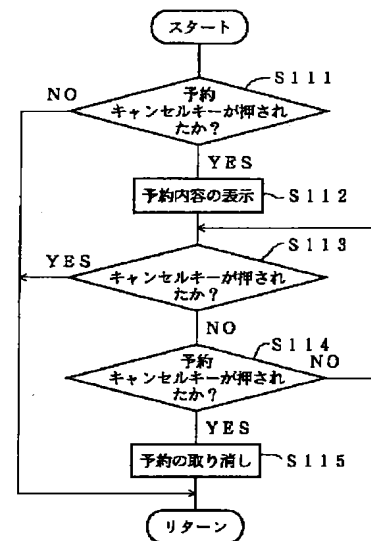 スタート
S111
NO
予約
キャンセルキーが押され
たか？
YES
予約内容の表示
S112
S113
YES
キャンセルキーが押され
たか？
NO
S114
予約
キャンセルキーが押され
たか？
NO
YES
予約の取り消し
S115
リターン